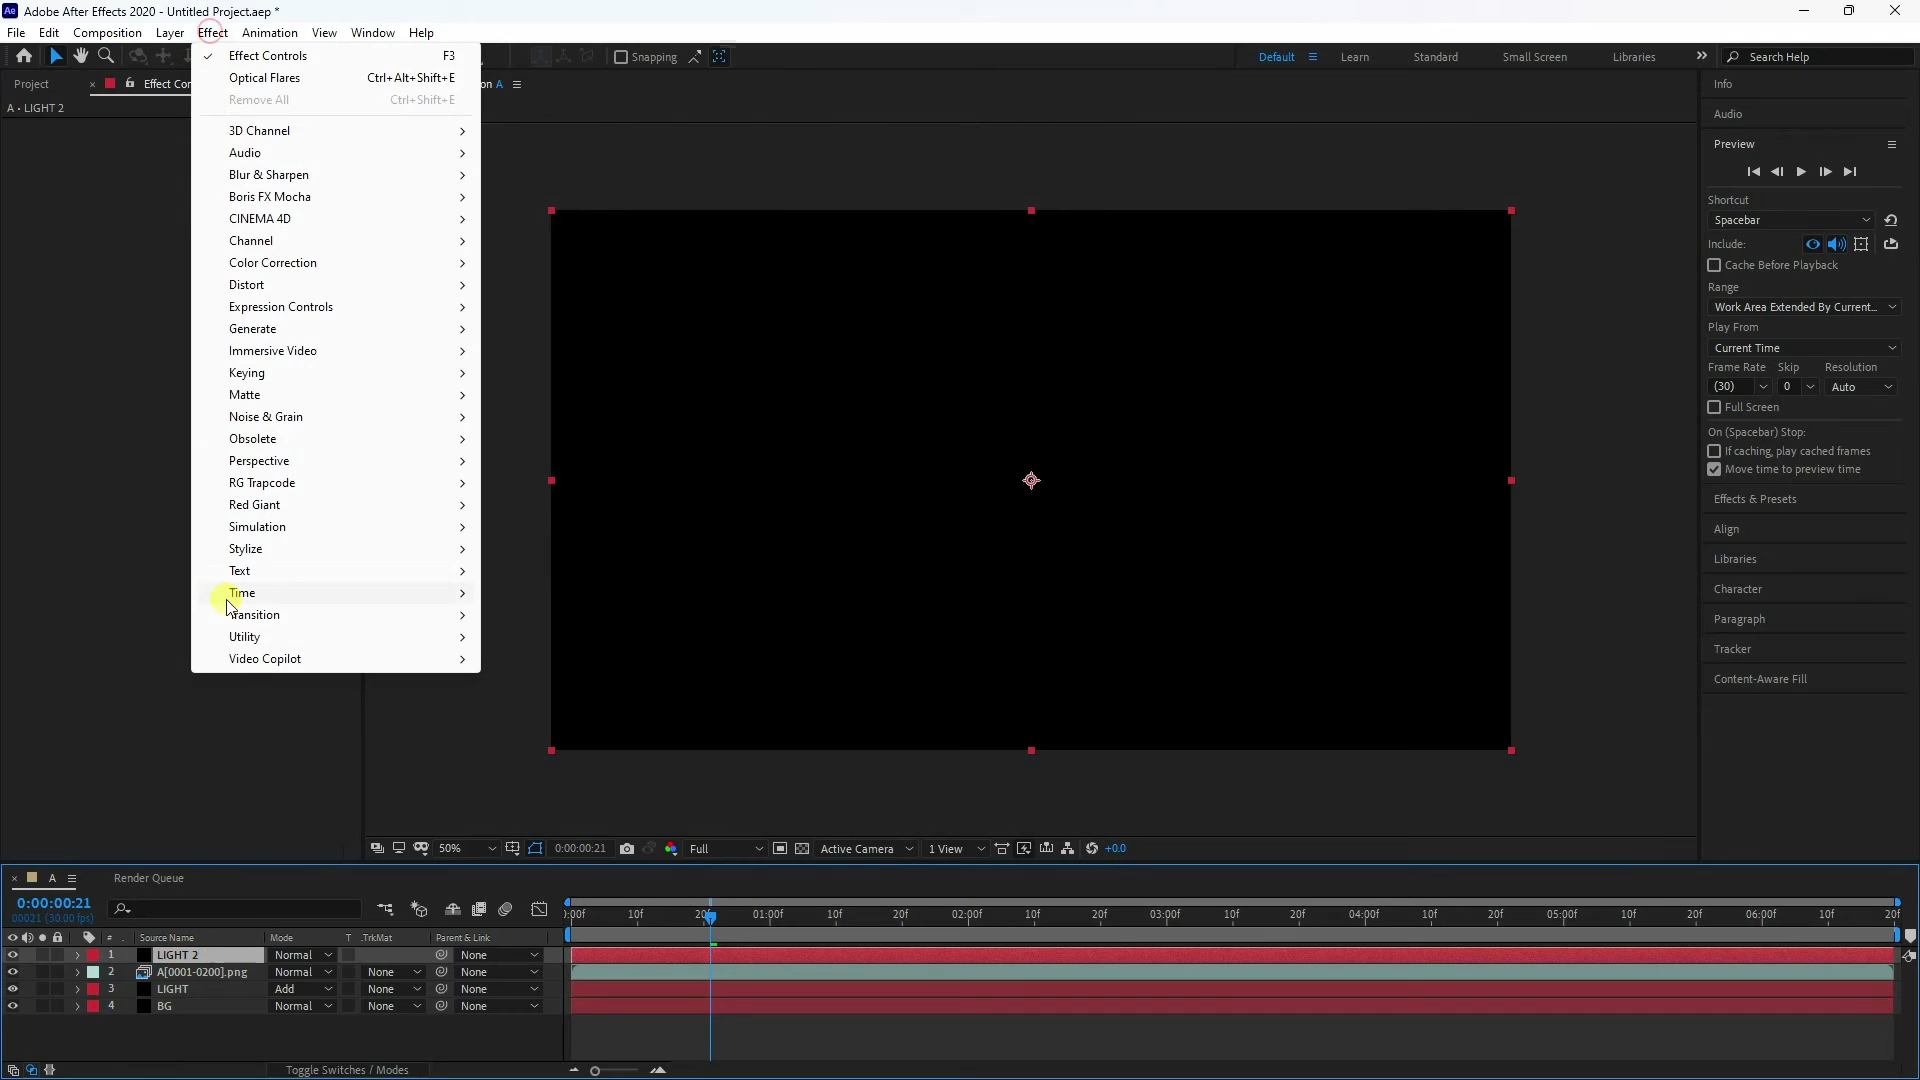 Adobe After Effects 2020 - Untitled Project.aep *
File Edit Composition Layer Effect Animation View Window Help
Snapping
Default
Learn
Standard
Small Screen
Libraries
Search Help
Project
Effect Con
on A
A • LIGHT 2
Effect Controls F3
Optical Flares Ctrl+Alt+Shift+E
Remove All Ctrl+Shift+E
3D Channel
Audio
Blur & Sharpen
Boris FX Mocha
CINEMA 4D
Channel
Color Correction
Distort
Expression Controls
Generate
Immersive Video
Keying
Matte
Noise & Grain
Obsolete
Perspective
RG Trapcode
Red Giant
Simulation
Stylize
Text
Time
Transition
Utility
Video Copilot
Info
Audio
Preview
Shortcut
Spacebar
Include:
Cache Before Playback
Range
Work Area Extended By Current...
Play From
Current Time
Frame Rate Skip Resolution
(30) 0 Auto
Full Screen
On (Spacebar) Stop:
If caching, play cached frames
Move time to preview time
Effects & Presets
Align
Libraries
Character
Paragraph
Tracker
Content-Aware Fill
50% 0:00:00:21 Full Active Camera 1 View +0.0
A
Render Queue
0:00:00:21
00021 (30.00 fps)
:00f 10f 20f 01:00f 10f 20f 02:00f 10f 20f 03:00f 10f 20f 04:00f 10f 20f 05:00f 10f 20f 06:00f 10f 20f
# Source Name Mode T .TrkMat Parent & Link
1 LIGHT 2 Normal None
2 A[0001-0200].png Normal None None
3 LIGHT Add None None
4 BG Normal None None
Toggle Switches / Modes